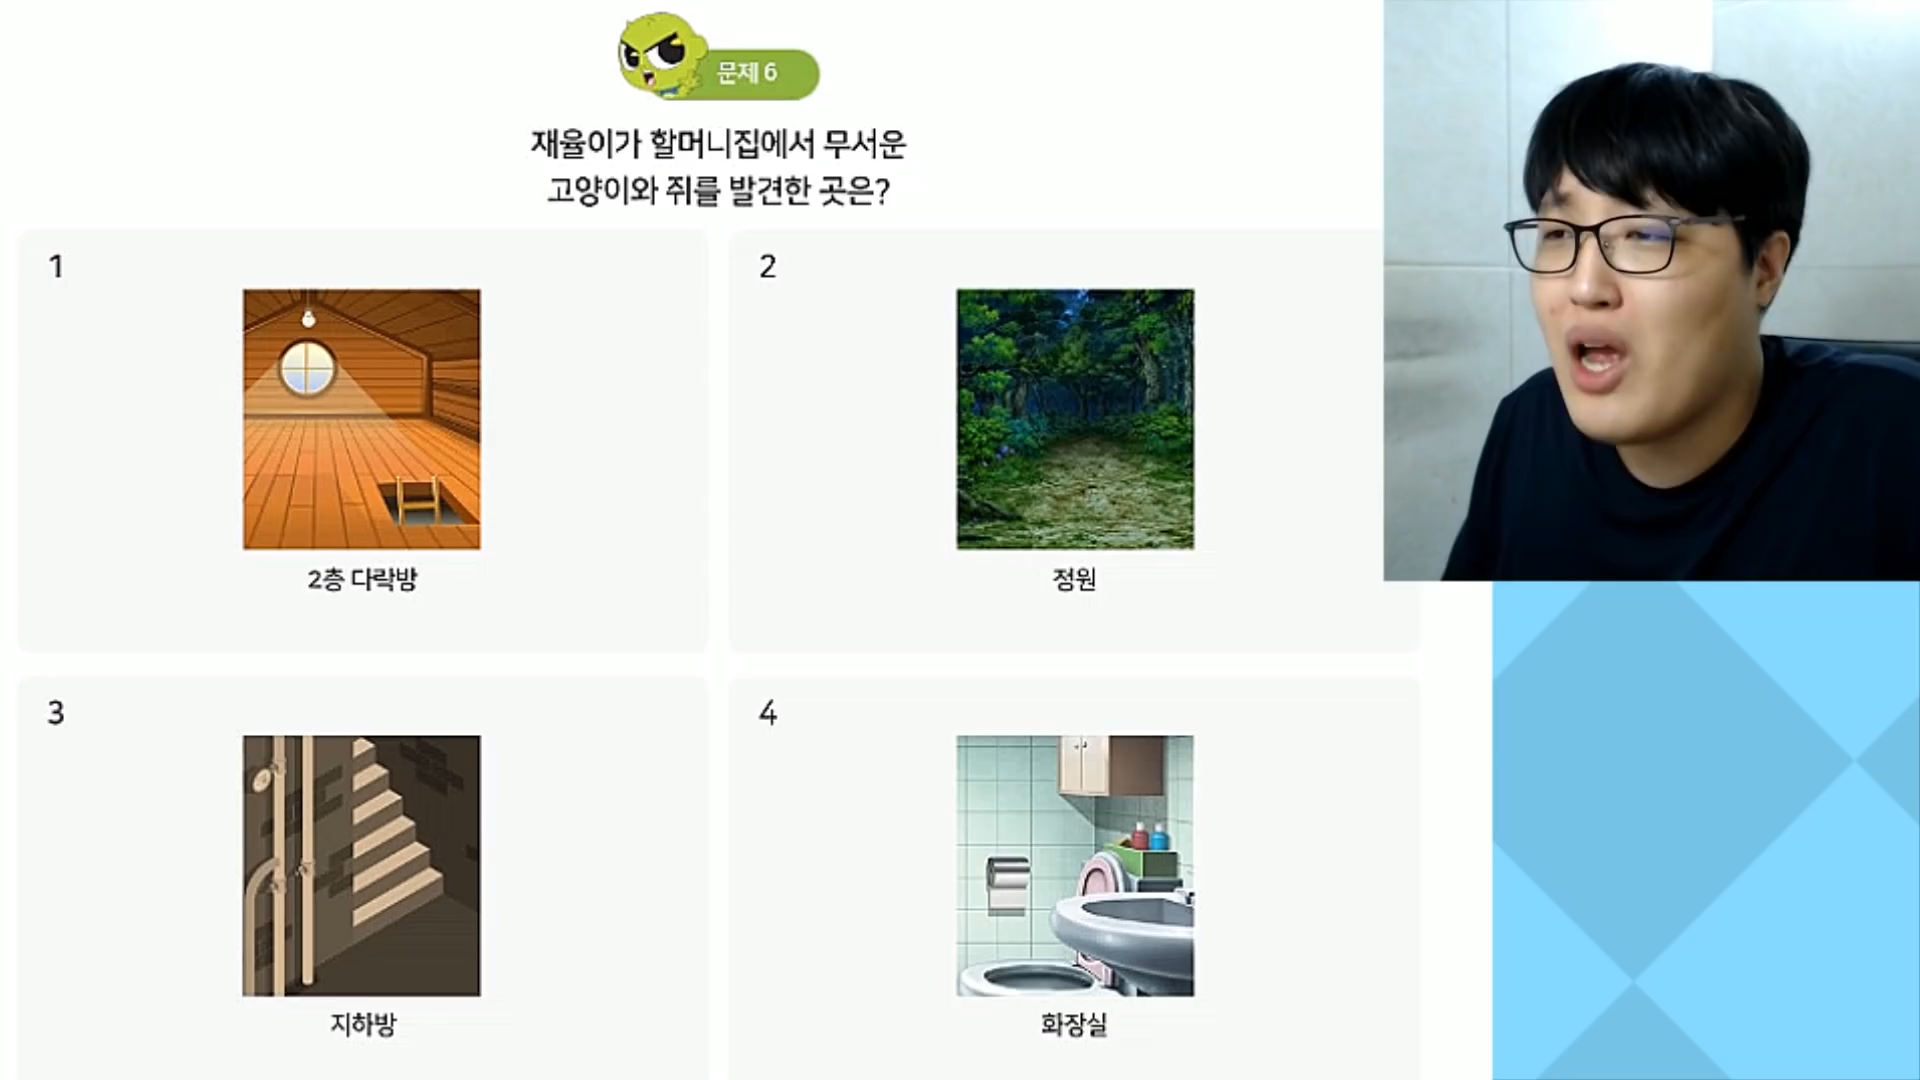 문제 6
재율이가 할머니집에서 무서운
고양이와 쥐를 발견한 곳은?
1
2층 다락방
2
정원
3
지하방
4
화장실